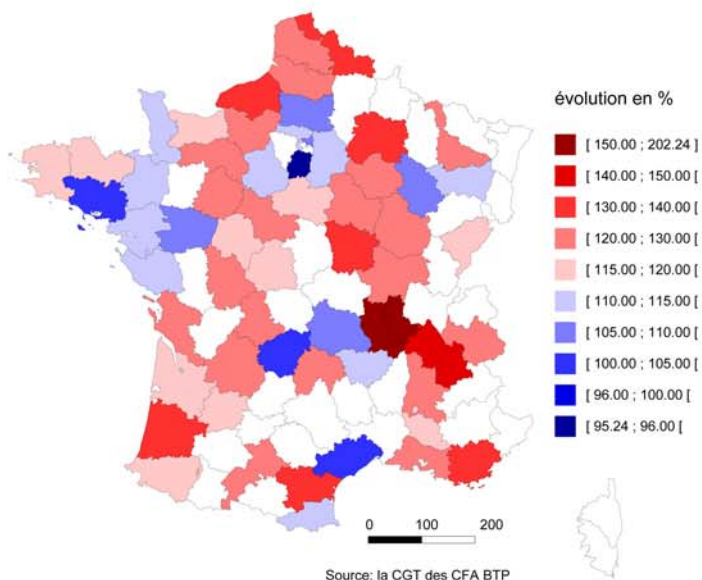 évolution en %
[ 150.00 ; 202.24 ]
[ 140.00 ; 150.00 [
[ 130.00 ; 140.00 [
[ 120.00 ; 130.00 [
[ 115.00 ; 120.00 [
[ 110.00 ; 115.00 [
[ 105.00 ; 110.00 [
[ 100.00 ; 105.00 [
[ 96.00 ; 100.00 [
[ 95.24 ; 96.00 [
0 100 200
Source: la CGT des CFA BTP